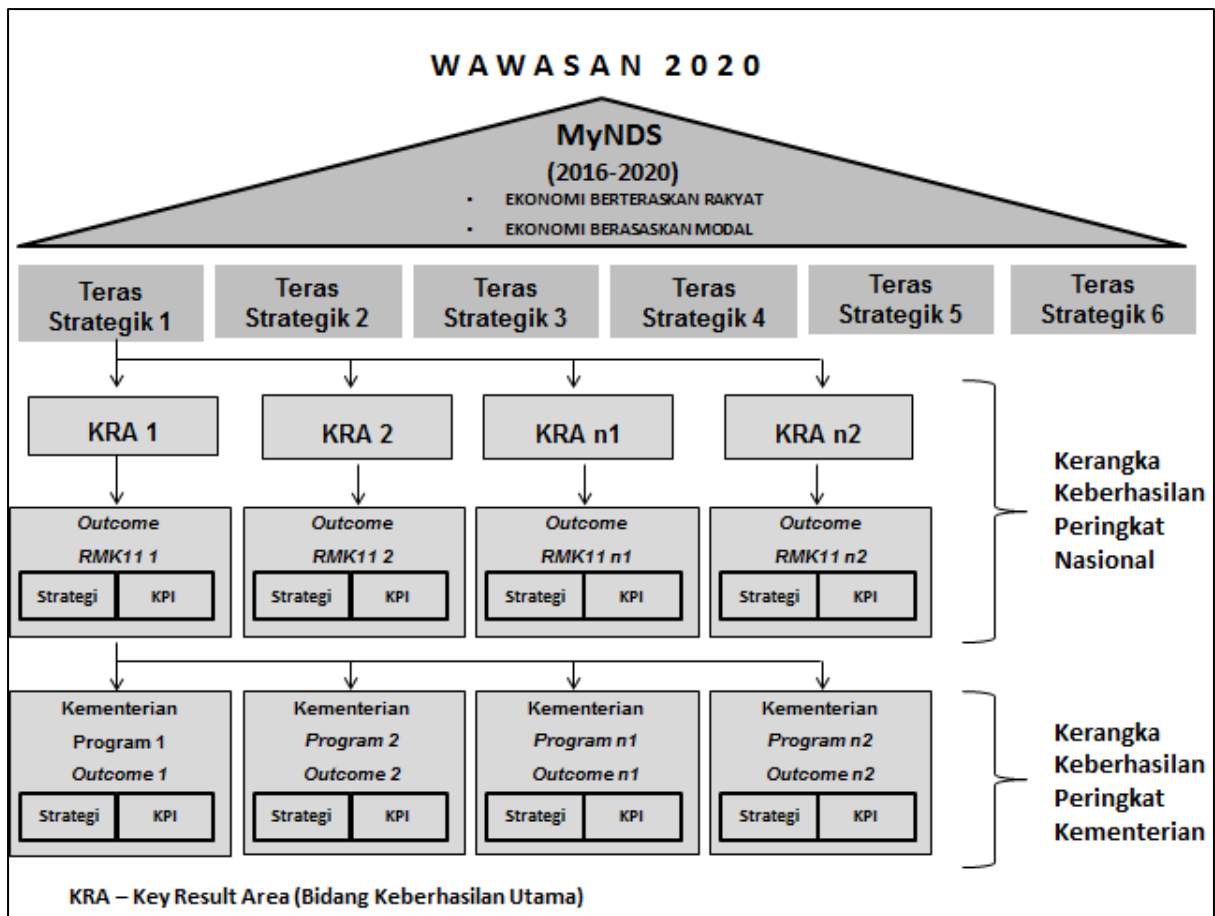 WAWASAN 2020
MyNDS
(2016-2020)
• EKONOMI BERTERASKAN RAKYAT
• EKONOMI BERASASKAN MODAL
Teras
Strategik 1
Teras
Strategik 2
Teras
Strategik 3
Teras
Strategik 4
Teras
Strategik 5
Teras
Strategik 6
KRA 1
KRA 2
KRA n1
KRA n2
Outcome
RMK11 1
Strategi KPI
Outcome
RMK11 2
Strategi KPI
Outcome
RMK11 n1
Strategi KPI
Outcome
RMK11 n2
Strategi KPI
Kerangka
Keberhasilan
Peringkat
Nasional
Kementerian
Program 1
Outcome 1
Strategi KPI
Kementerian
Program 2
Outcome 2
Strategi KPI
Kementerian
Program n1
Outcome n1
Strategi KPI
Kementerian
Program n2
Outcome n2
Strategi KPI
Kerangka
Keberhasilan
Peringkat
Kementerian
KRA – Key Result Area (Bidang Keberhasilan Utama)